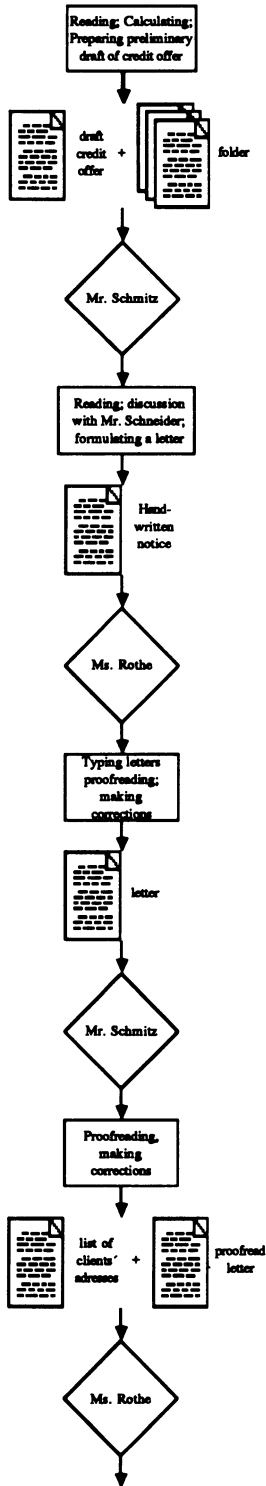 Reading; Calculating;
Preparing preliminary
draft of credit offer
draft
credit
offer
+
folder
Mr. Schmitz
Reading; discussion
with Mr. Schneider;
formulating a letter
Hand-
written
notice
Ms. Rothe
Typing letters
proofreading;
making
corrections
letter
Mr. Schmitz
Proofreading,
making
corrections
list of
clients´
adresses
+
proofread
letter
Ms. Rothe